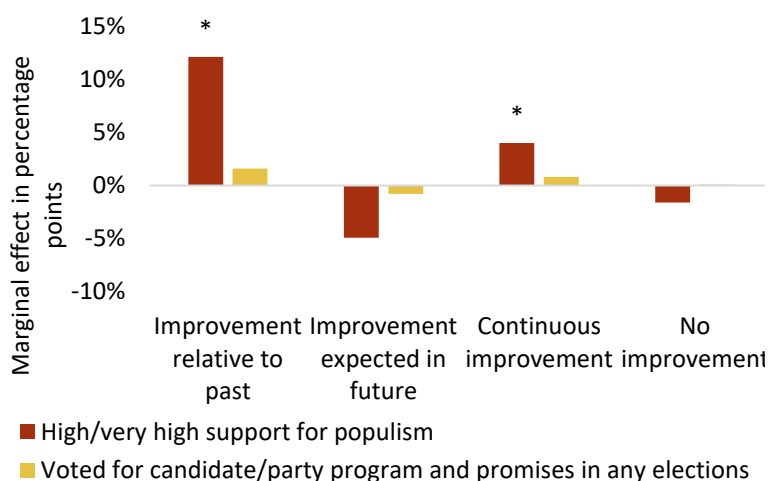 Marginal effect in percentage
points
15%
10%
5%
0%
-5%
-10%
*
*
Improvement
relative to
past
Improvement
expected in
future
Continuous
improvement
No
improvement
High/very high support for populism
Voted for candidate/party program and promises in any elections